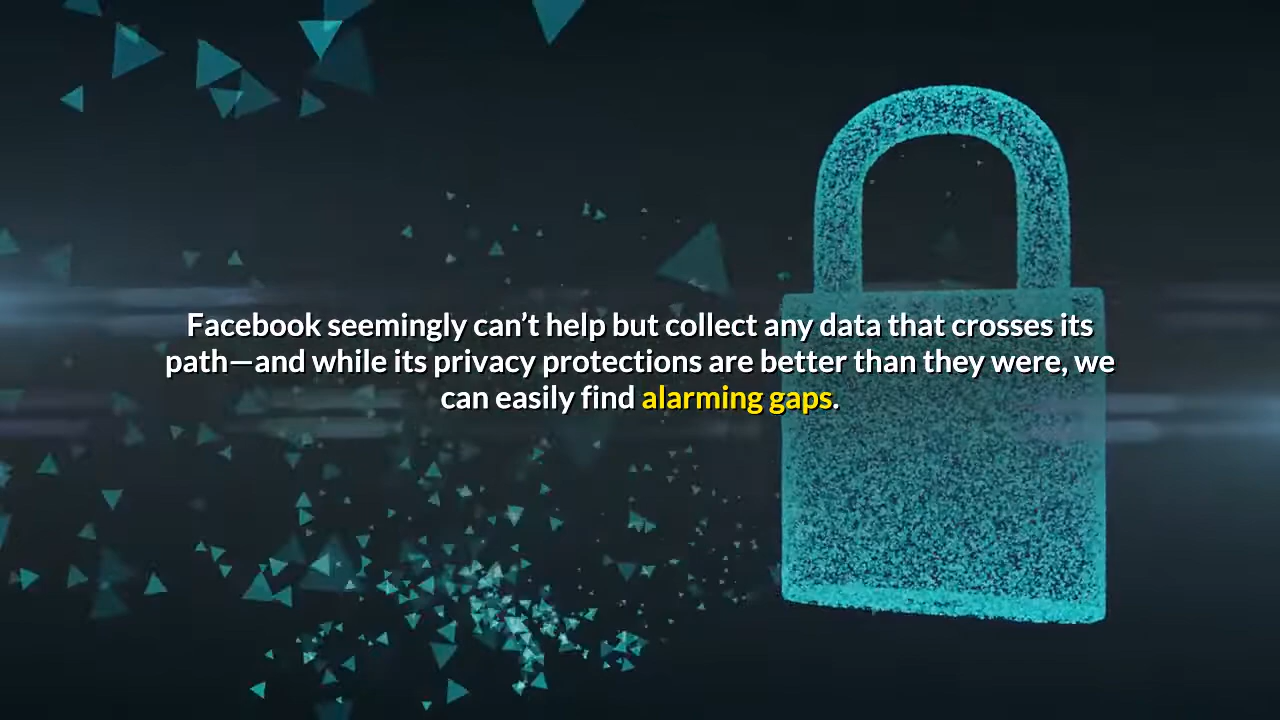 Facebook seemingly can’t help but collect any data that crosses its
path—and while its privacy protections are better than they were, we
can easily find alarming gaps.